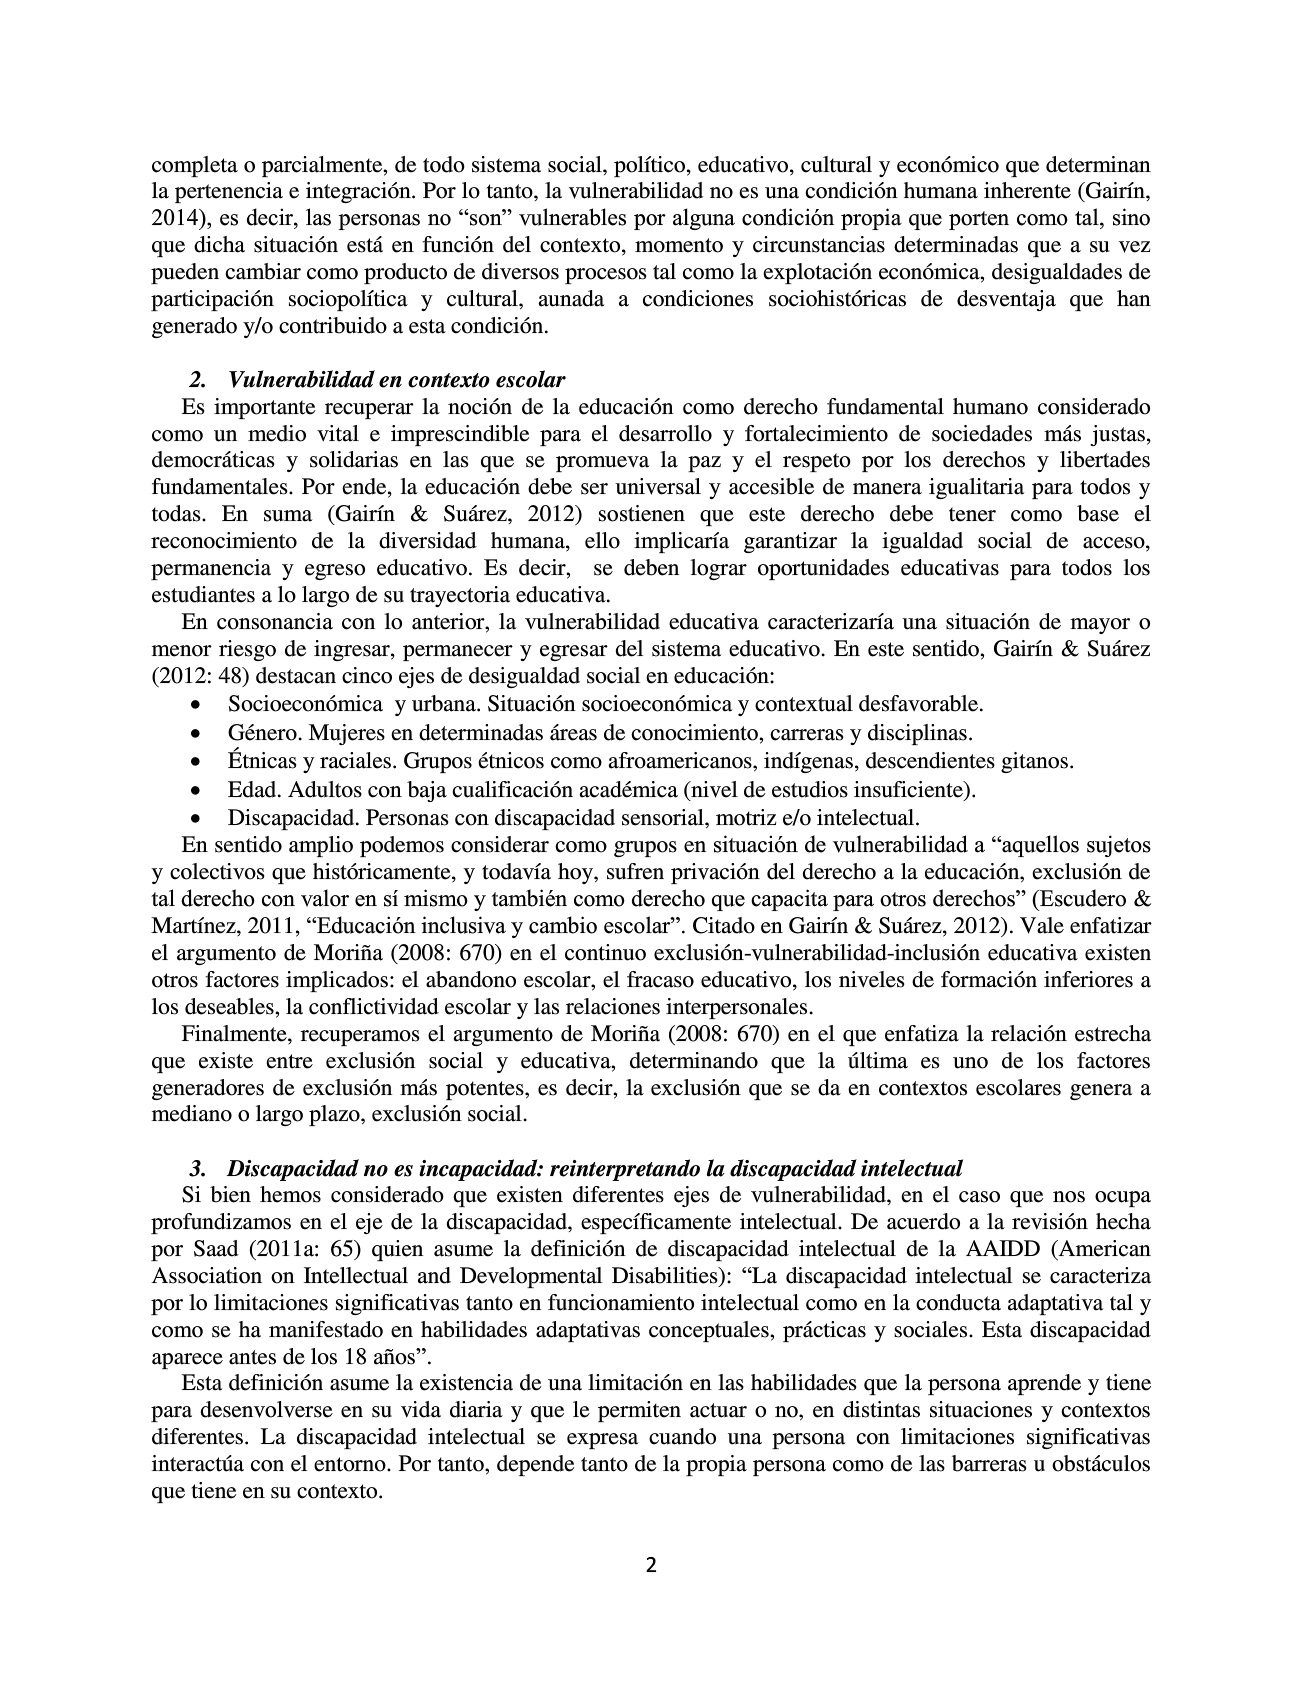 completa o parcialmente, de todo sistema social, político, educativo, cultural y económico que determinan
la pertenencia e integración. Por lo tanto, la vulnerabilidad no es una condición humana inherente (Gairín,
2014), es decir, las personas no “son” vulnerables por alguna condición propia que porten como tal, sino
que dicha situación está en función del contexto, momento y circunstancias determinadas que a su vez
pueden cambiar como producto de diversos procesos tal como la explotación económica, desigualdades de
participación sociopolítica y cultural, aunada a condiciones sociohistóricas de desventaja que han
generado y/o contribuido a esta condición.
2. Vulnerabilidad en contexto escolar
Es importante recuperar la noción de la educación como derecho fundamental humano considerado
como un medio vital e imprescindible para el desarrollo y fortalecimiento de sociedades más justas,
democráticas y solidarias en las que se promueva la paz y el respeto por los derechos y libertades
fundamentales. Por ende, la educación debe ser universal y accesible de manera igualitaria para todos y
todas. En suma (Gairín & Suárez, 2012) sostienen que este derecho debe tener como base el
reconocimiento de la diversidad humana, ello implicaría garantizar la igualdad social de acceso,
permanencia y egreso educativo. Es decir, se deben lograr oportunidades educativas para todos los
estudiantes a lo largo de su trayectoria educativa.
En consonancia con lo anterior, la vulnerabilidad educativa caracterizaría una situación de mayor o
menor riesgo de ingresar, permanecer y egresar del sistema educativo. En este sentido, Gairín & Suárez
(2012: 48) destacan cinco ejes de desigualdad social en educación:
• Socioeconómica y urbana. Situación socioeconómica y contextual desfavorable.
• Género. Mujeres en determinadas áreas de conocimiento, carreras y disciplinas.
• Étnicas y raciales. Grupos étnicos como afroamericanos, indígenas, descendientes gitanos.
• Edad. Adultos con baja cualificación académica (nivel de estudios insuficiente).
• Discapacidad. Personas con discapacidad sensorial, motriz e/o intelectual.
En sentido amplio podemos considerar como grupos en situación de vulnerabilidad a “aquellos sujetos
y colectivos que históricamente, y todavía hoy, sufren privación del derecho a la educación, exclusión de
tal derecho con valor en sí mismo y también como derecho que capacita para otros derechos” (Escudero &
Martínez, 2011, “Educación inclusiva y cambio escolar”. Citado en Gairín & Suárez, 2012). Vale enfatizar
el argumento de Moriña (2008: 670) en el continuo exclusión-vulnerabilidad-inclusión educativa existen
otros factores implicados: el abandono escolar, el fracaso educativo, los niveles de formación inferiores a
los deseables, la conflictividad escolar y las relaciones interpersonales.
Finalmente, recuperamos el argumento de Moriña (2008: 670) en el que enfatiza la relación estrecha
que existe entre exclusión social y educativa, determinando que la última es uno de los factores
generadores de exclusión más potentes, es decir, la exclusión que se da en contextos escolares genera a
mediano o largo plazo, exclusión social.
3. Discapacidad no es incapacidad: reinterpretando la discapacidad intelectual
Si bien hemos considerado que existen diferentes ejes de vulnerabilidad, en el caso que nos ocupa
profundizamos en el eje de la discapacidad, específicamente intelectual. De acuerdo a la revisión hecha
por Saad (2011a: 65) quien asume la definición de discapacidad intelectual de la AAIDD (American
Association on Intellectual and Developmental Disabilities): “La discapacidad intelectual se caracteriza
por lo limitaciones significativas tanto en funcionamiento intelectual como en la conducta adaptativa tal y
como se ha manifestado en habilidades adaptativas conceptuales, prácticas y sociales. Esta discapacidad
aparece antes de los 18 años”.
Esta definición asume la existencia de una limitación en las habilidades que la persona aprende y tiene
para desenvolverse en su vida diaria y que le permiten actuar o no, en distintas situaciones y contextos
diferentes. La discapacidad intelectual se expresa cuando una persona con limitaciones significativas
interactúa con el entorno. Por tanto, depende tanto de la propia persona como de las barreras u obstáculos
que tiene en su contexto.
2